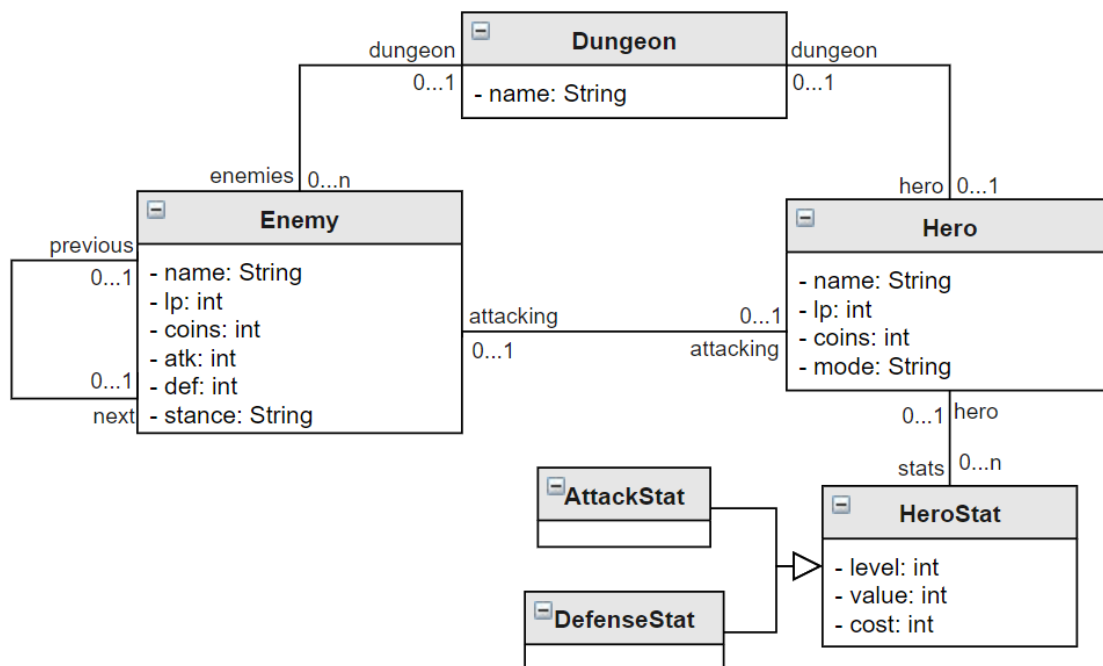 Dungeon
- name: String
dungeon
0...1
dungeon
0...1
enemies
0...n
hero
0...1
Enemy
- name: String
- lp: int
- coins: int
- atk: int
- def: int
- stance: String
previous
0...1
0...1
next
attacking
0...1
0...1
attacking
Hero
- name: String
- lp: int
- coins: int
- mode: String
0...1
hero
stats
0...n
AttackStat
DefenseStat
HeroStat
- level: int
- value: int
- cost: int